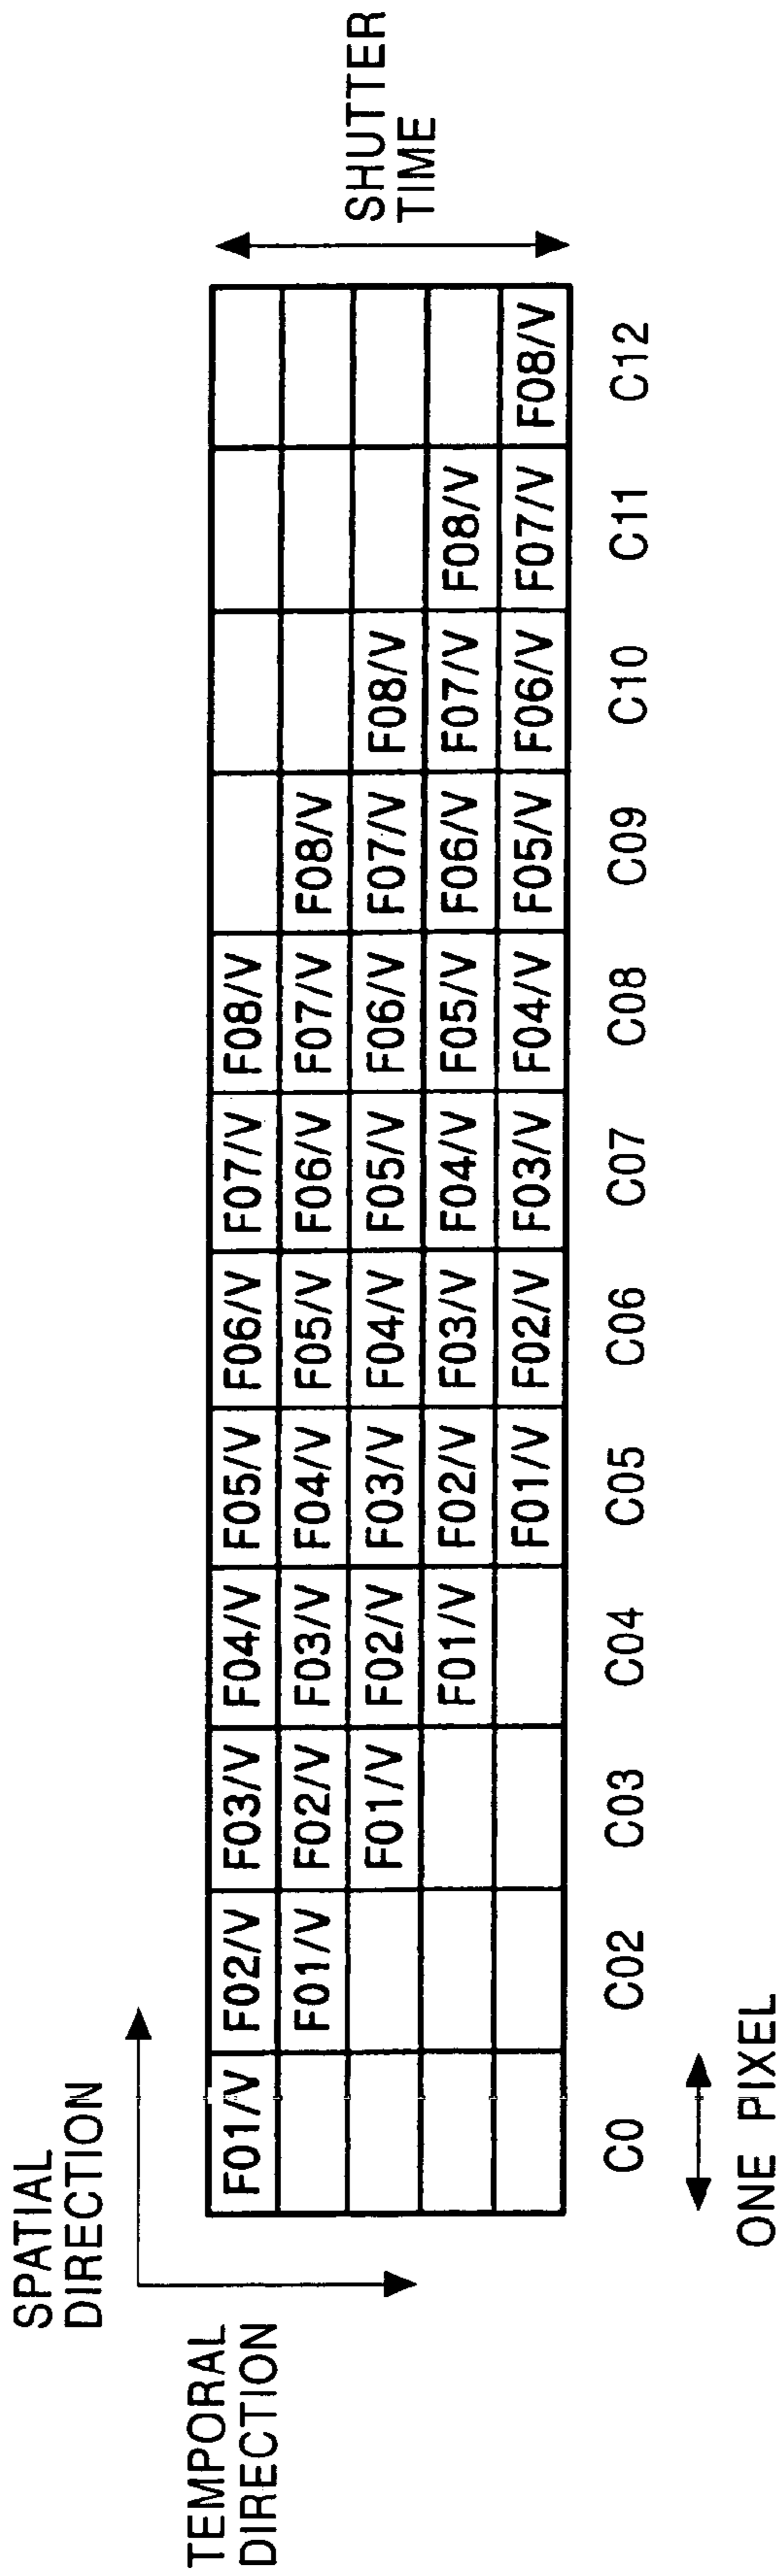 SPATIAL
DIRECTION
TEMPORAL
DIRECTION
F01/V F02/V F03/V F04/V F05/V F06/V F07/V F08/V
F01/V F02/V F03/V F04/V F05/V F06/V F07/V F08/V
F01/V F02/V F03/V F04/V F05/V F06/V F07/V F08/V
F01/V F02/V F03/V F04/V F05/V F06/V F07/V F08/V
F01/V F02/V F03/V F04/V F05/V F06/V F07/V F08/V
SHUTTER
TIME
C0 C02 C03 C04 C05 C06 C07 C08 C09 C10 C11 C12
ONE PIXEL